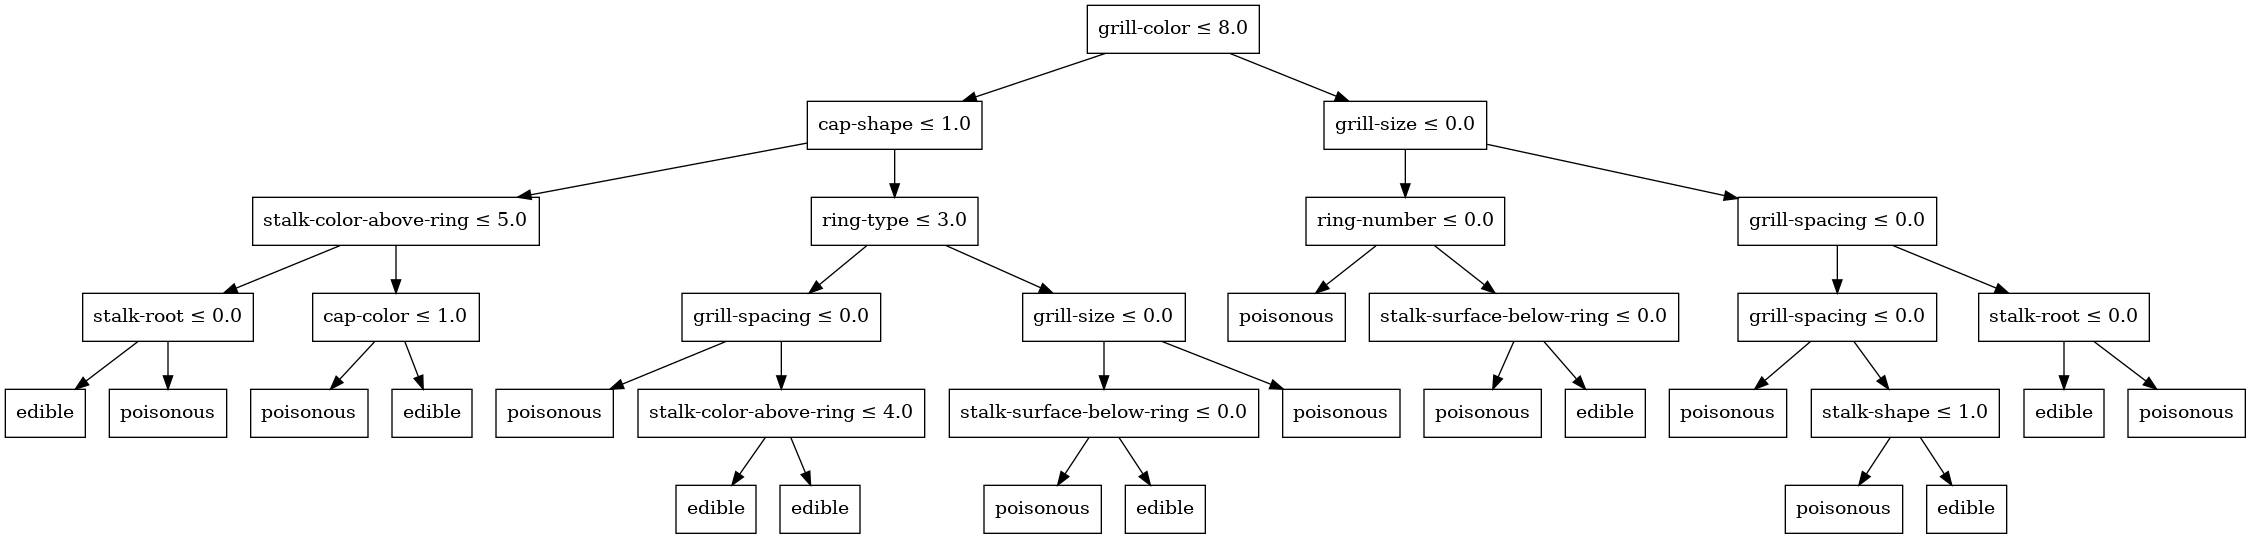 grill-color ≤ 8.0
cap-shape ≤ 1.0
grill-size ≤ 0.0
stalk-color-above-ring ≤ 5.0
ring-type ≤ 3.0
ring-number ≤ 0.0
grill-spacing ≤ 0.0
stalk-root ≤ 0.0
cap-color ≤ 1.0
grill-spacing ≤ 0.0
grill-size ≤ 0.0
poisonous
stalk-surface-below-ring ≤ 0.0
grill-spacing ≤ 0.0
stalk-root ≤ 0.0
edible
poisonous
poisonous
edible
poisonous
stalk-color-above-ring ≤ 4.0
stalk-surface-below-ring ≤ 0.0
poisonous
poisonous
edible
poisonous
stalk-shape ≤ 1.0
edible
poisonous
edible
edible
poisonous
edible
poisonous
edible